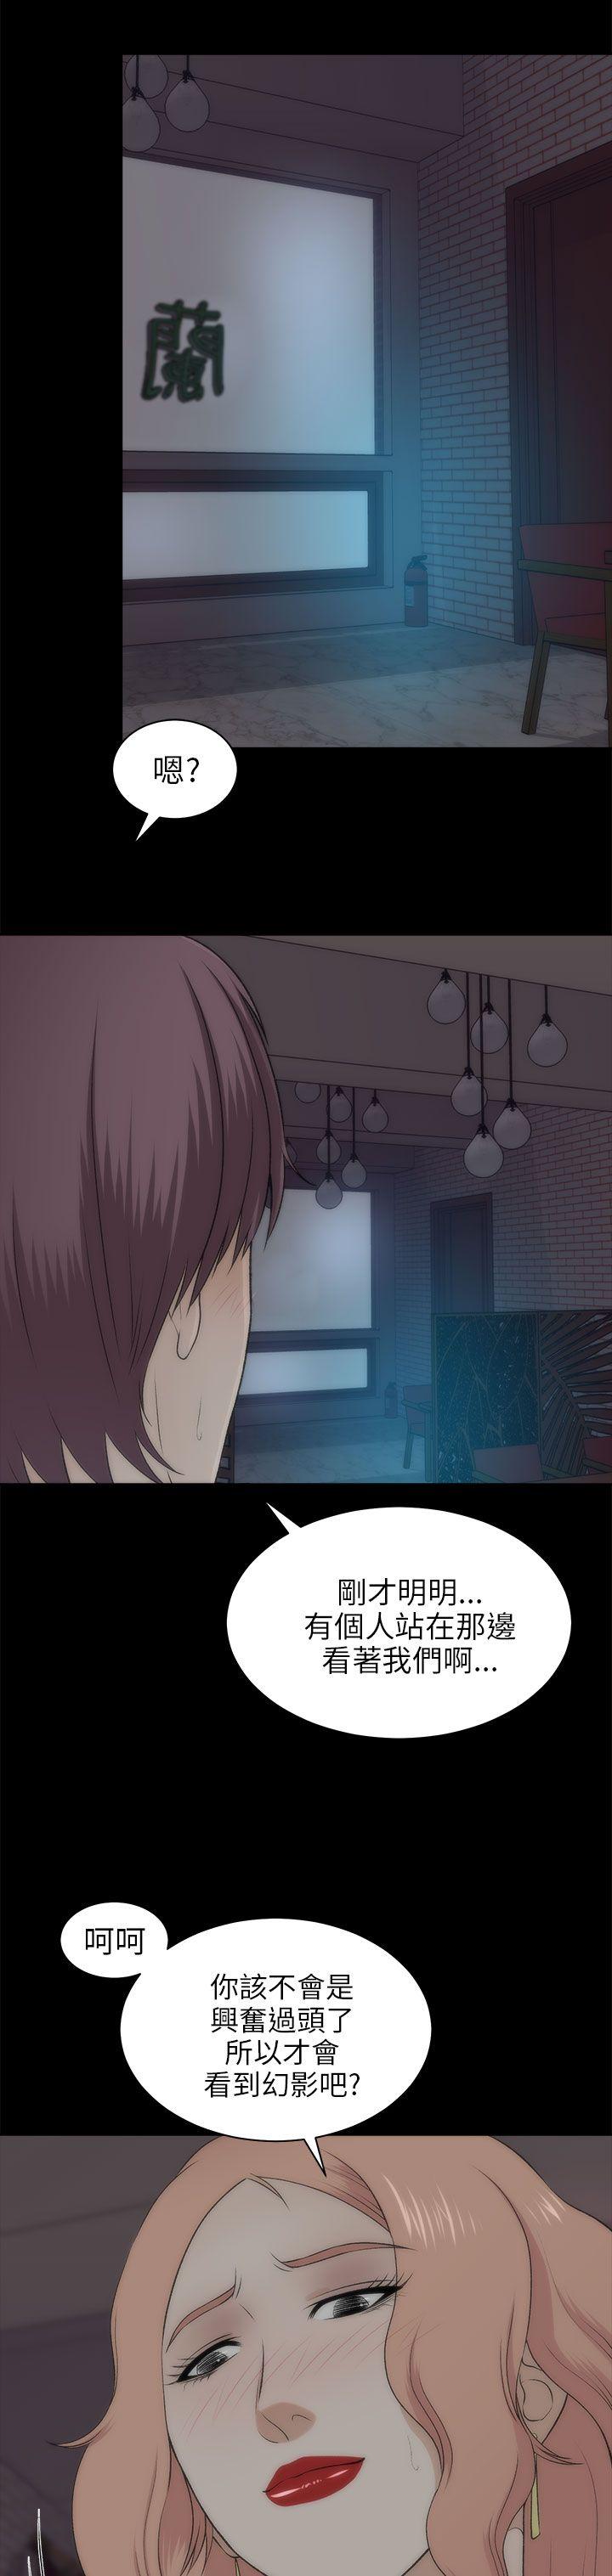 蘭
嗯?
剛才明明...
有個人站在那邊
看著我們啊...
呵呵
你該不會是
興奮過頭了
所以才會
看到幻影吧?